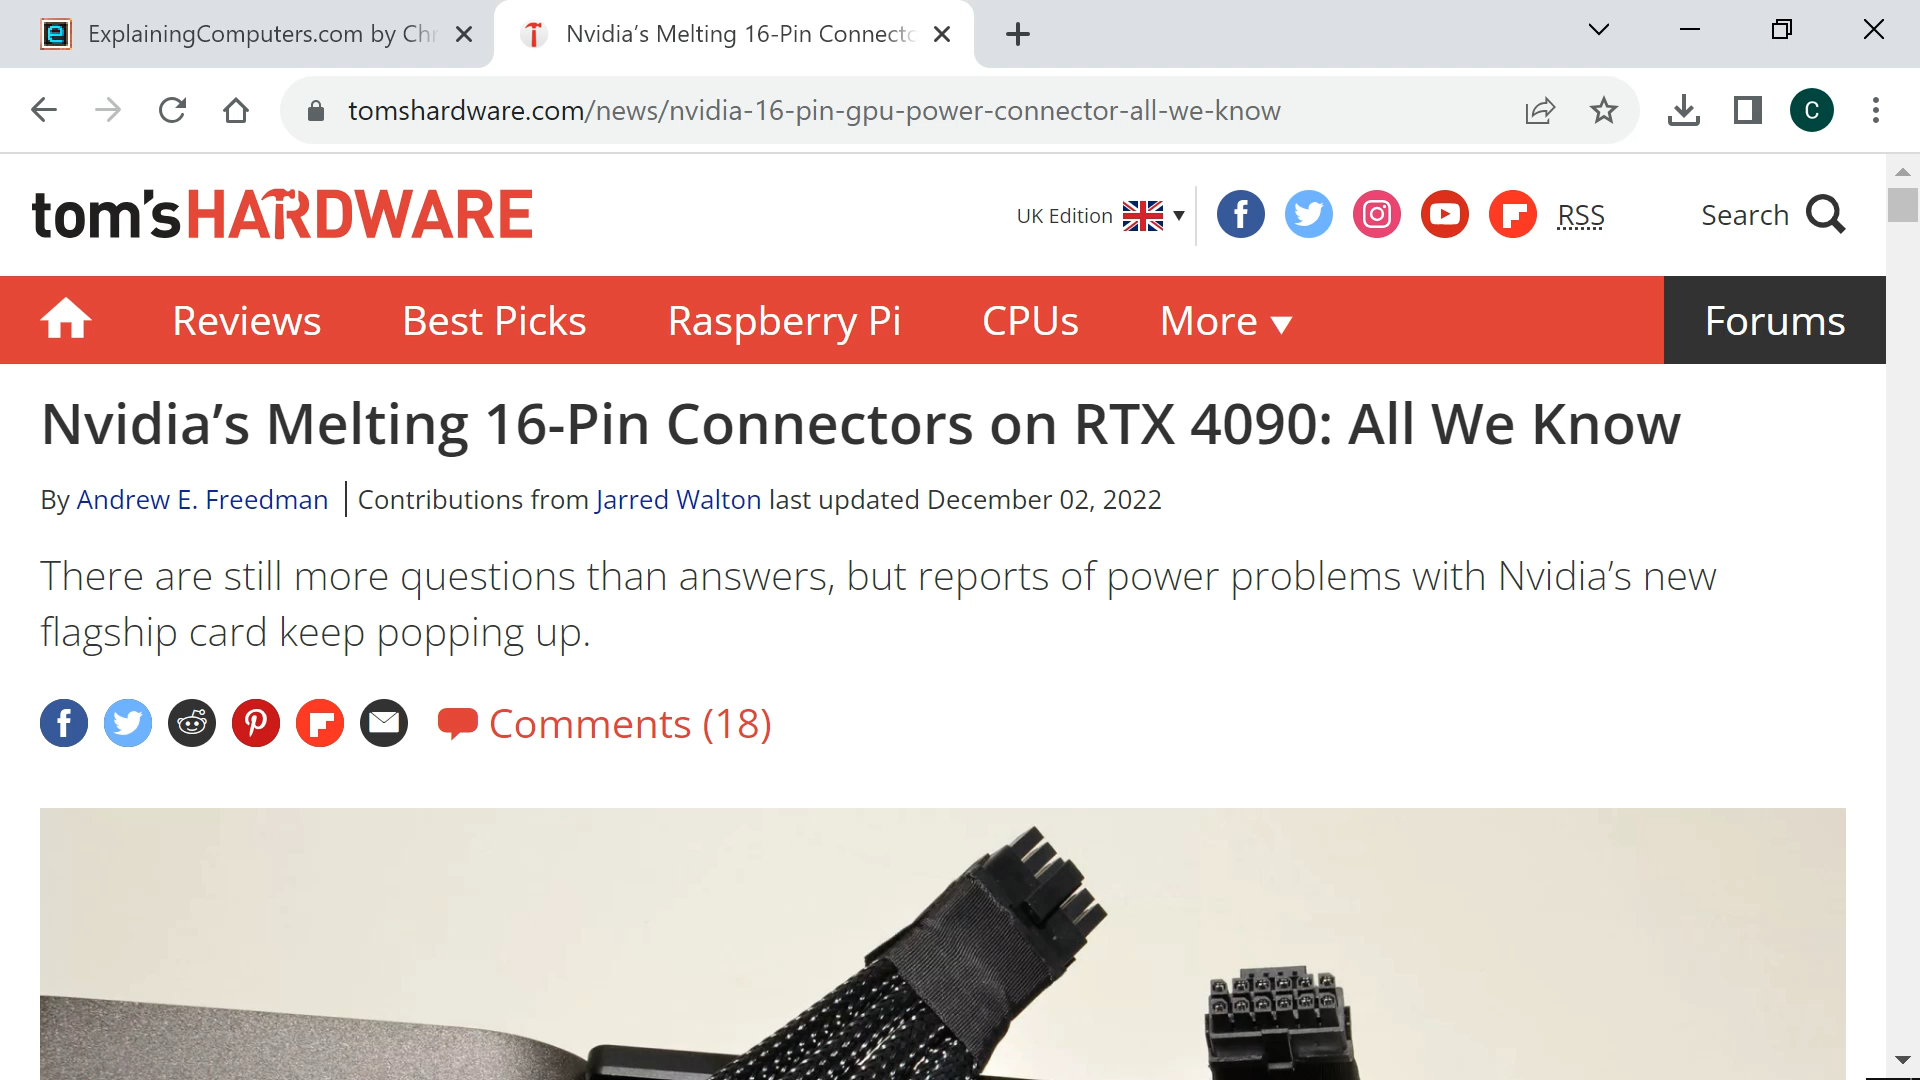 ExplainingComputers.com by Chr
Nvidia’s Melting 16-Pin Connecto
tomshardware.com/news/nvidia-16-pin-gpu-power-connector-all-we-know
C
tom's HARDWARE
UK Edition
RSS
Search
Reviews Best Picks Raspberry Pi CPUs More Forums
Nvidia’s Melting 16-Pin Connectors on RTX 4090: All We Know
By Andrew E. Freedman | Contributions from Jarred Walton last updated December 02, 2022
There are still more questions than answers, but reports of power problems with Nvidia’s new
flagship card keep popping up.
Comments (18)